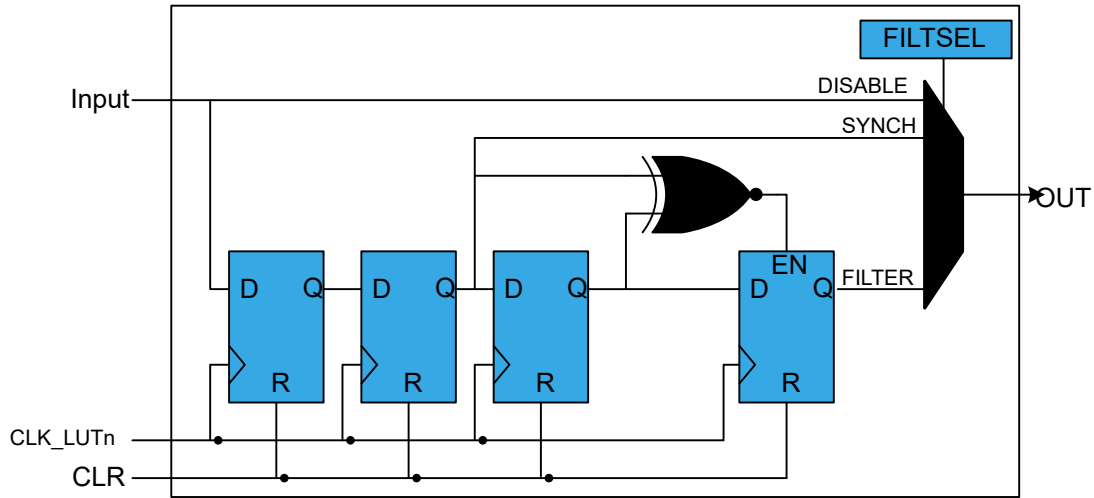 FILTSEL
DISABLE
Input
SYNCH
OUT
EN
FILTER
D Q D Q D Q D Q
R R R R
CLK_LUTn
CLR